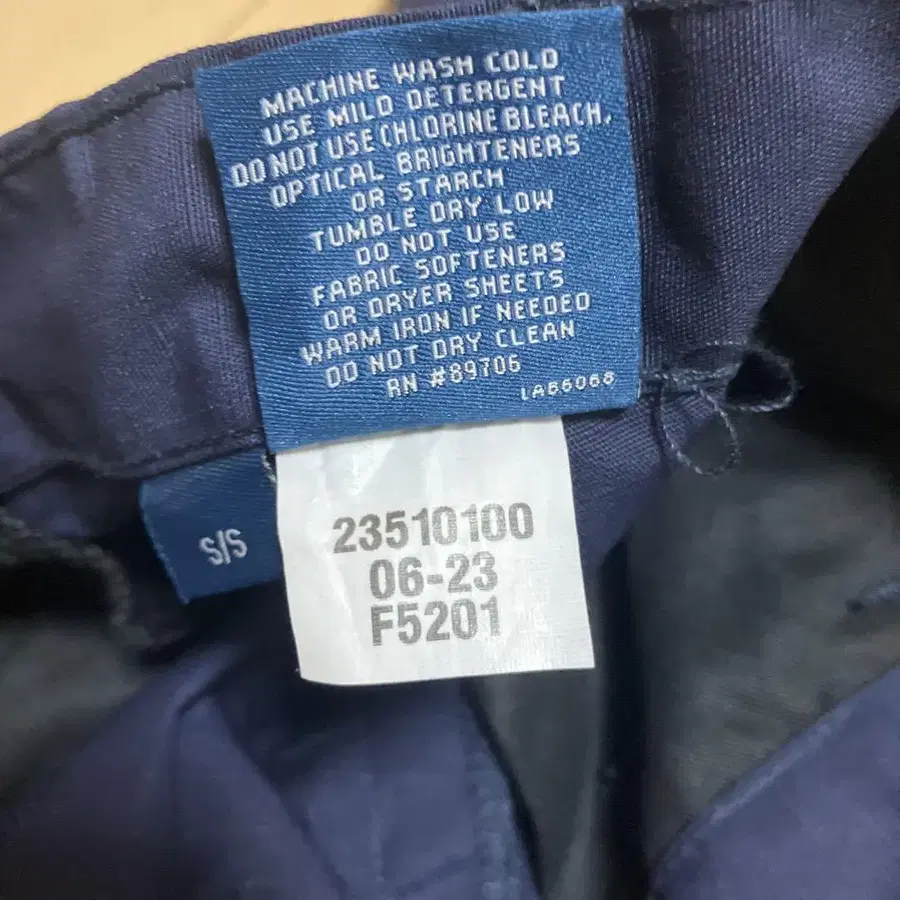 MACHINE WASH COLD
USE MILD DETERGENT
DO NOT USE CHLORINE BLEACH,
OPTICAL BRIGHTENERS
OR STARCH
TUMBLE DRY LOW
DO NOT USE
FABRIC SOFTENERS
OR DRYER SHEETS
WARM IRON IF NEEDED
DO NOT DRY CLEAN
RN #89706
LAB5068
S/S
23510100
06-23
F5201